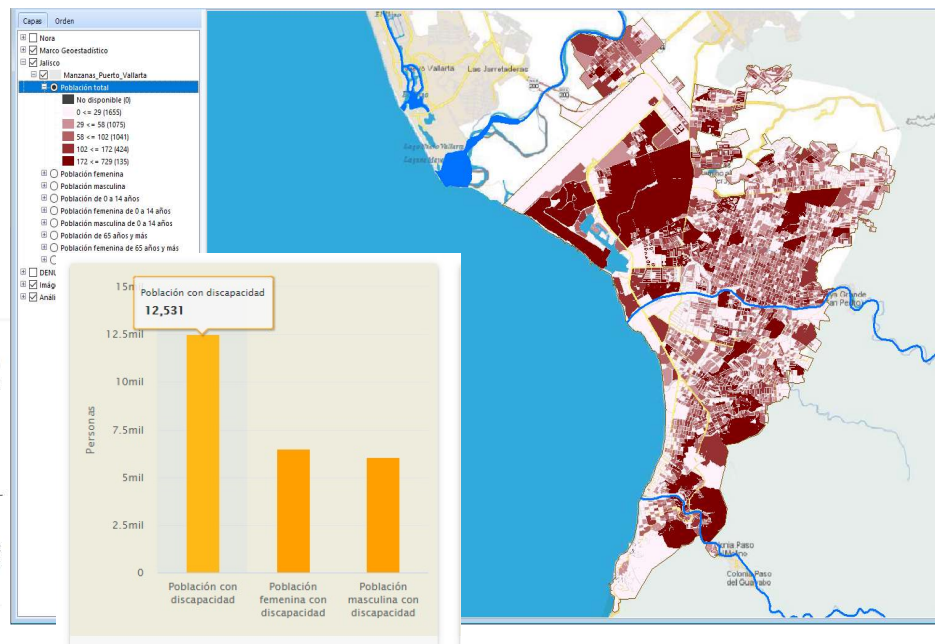 Capas Orden
Nora
Marco Geoestadístico
Jalisco
Manzanas_Puerto_Vallarta
Población total
No disponible (0)
0 <= 29 (1655)
29 <= 58 (1075)
58 <= 102 (1041)
102 <= 172 (424)
172 <= 729 (135)
Población femenina
Población masculina
Población de 0 a 14 años
Población femenina de 0 a 14 años
Población masculina de 0 a 14 años
Población de 65 años y más
Población femenina de 65 años y más
Vallarta Las Jarretaderas
200
200
Colonia Paso
del Guayabo
Población con discapacidad
12,531
12.5mil
10mil
7.5mil
5mil
2.5mil
0
Personas
Población con
discapacidad
Población
femenina con
discapacidad
Población
masculina con
discapacidad